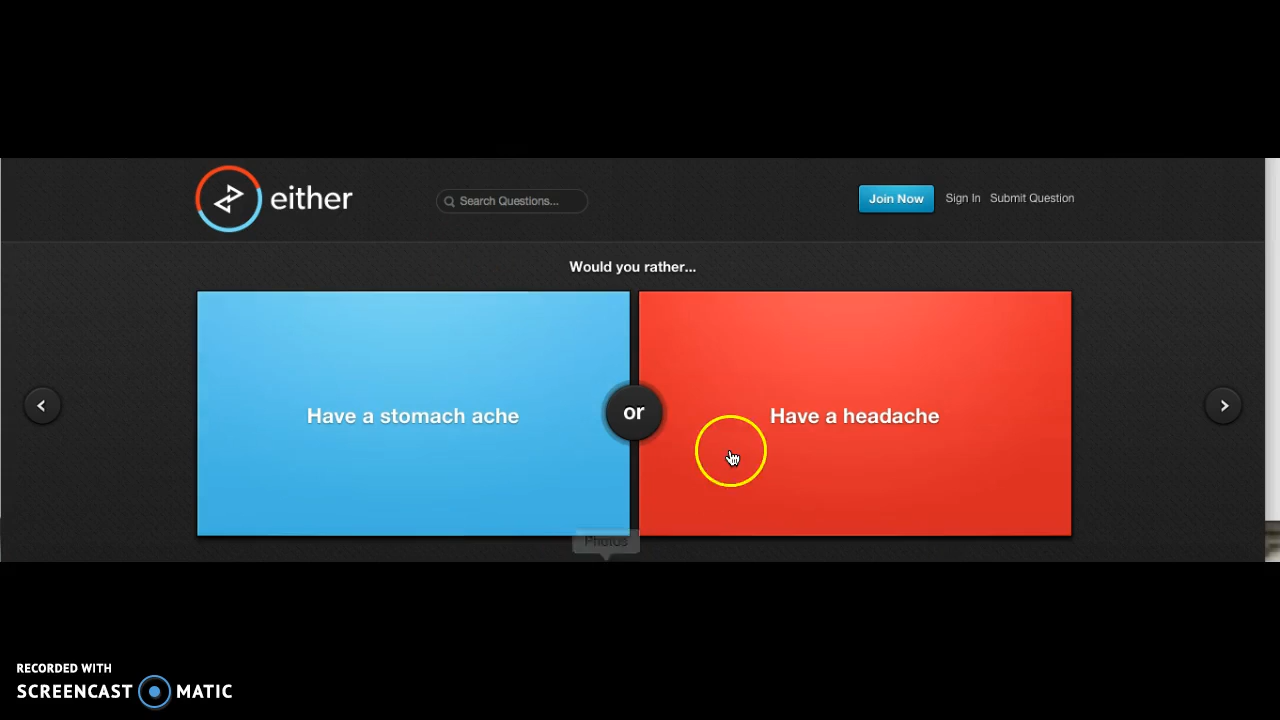 either
Search Questions...
Join Now
Sign In
Submit Question
Would you rather...
Have a stomach ache
or
Have a headache
Photos
RECORDED WITH
SCREENCAST MATIC